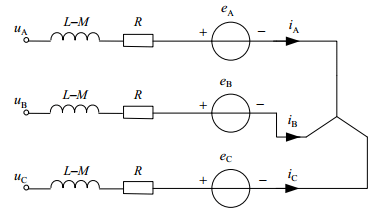 uA L–M R + eA – iA
uB L–M R + eB – iB
uC L–M R + eC – iC